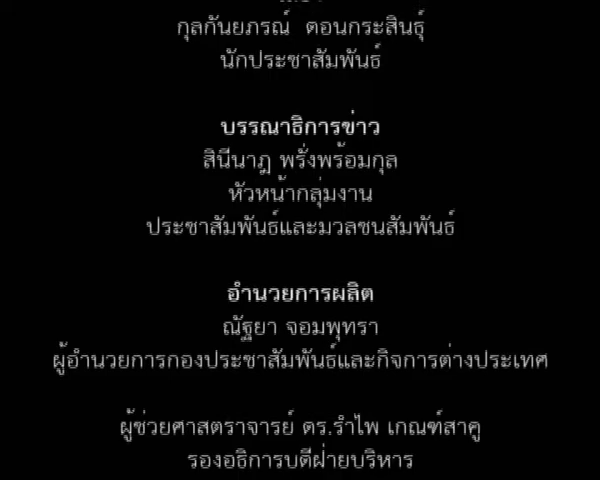 กุลกันยภรณ์ ตอนกระสินธุ์
นักประชาสัมพันธ์
บรรณาธิการข่าว
สินีนาฎ พรั่งพร้อมกุล
หัวหน้ากลุ่มงาน
ประชาสัมพันธ์และมวลชนสัมพันธ์
อำนวยการผลิต
ณัฐยา จอมพุทรา
ผู้อำนวยการกองประชาสัมพันธ์และกิจการต่างประเทศ
ผู้ช่วยศาสตราจารย์ ดร.รำไพ เกณฑ์สาคู
รองอธิการบดีฝ่ายบริหาร